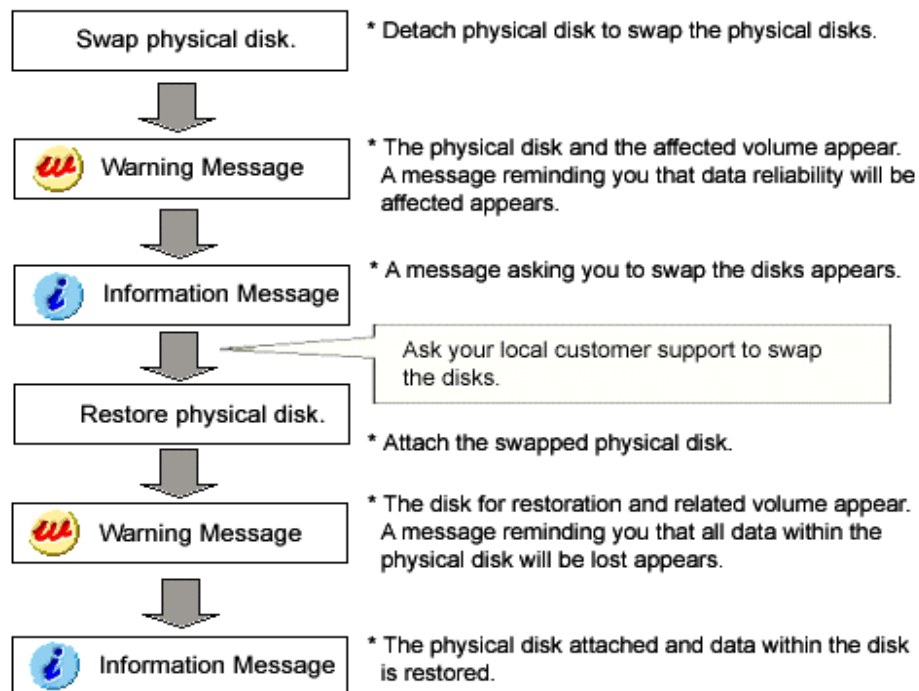 Swap physical disk.
* Detach physical disk to swap the physical disks.
Warning Message
* The physical disk and the affected volume appear.
A message reminding you that data reliability will be
affected appears.
Information Message
* A message asking you to swap the disks appears.
Ask your local customer support to swap
the disks.
Restore physical disk.
* Attach the swapped physical disk.
Warning Message
* The disk for restoration and related volume appear.
A message reminding you that all data within the
physical disk will be lost appears.
Information Message
* The physical disk attached and data within the disk
is restored.